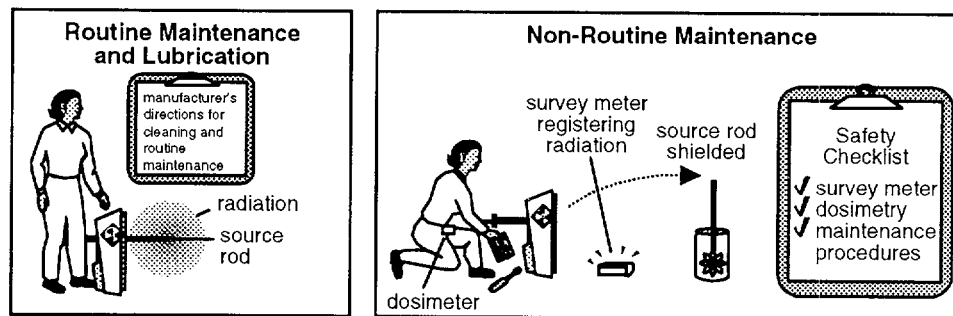 Routine Maintenance
and Lubrication
manufacturer's
directions for
cleaning and
routine
maintenance
radiation
source
rod
Non-Routine Maintenance
survey meter
registering
radiation
source rod
shielded
dosimeter
Safety
Checklist
✓ survey meter
✓ dosimetry
✓ maintenance
procedures